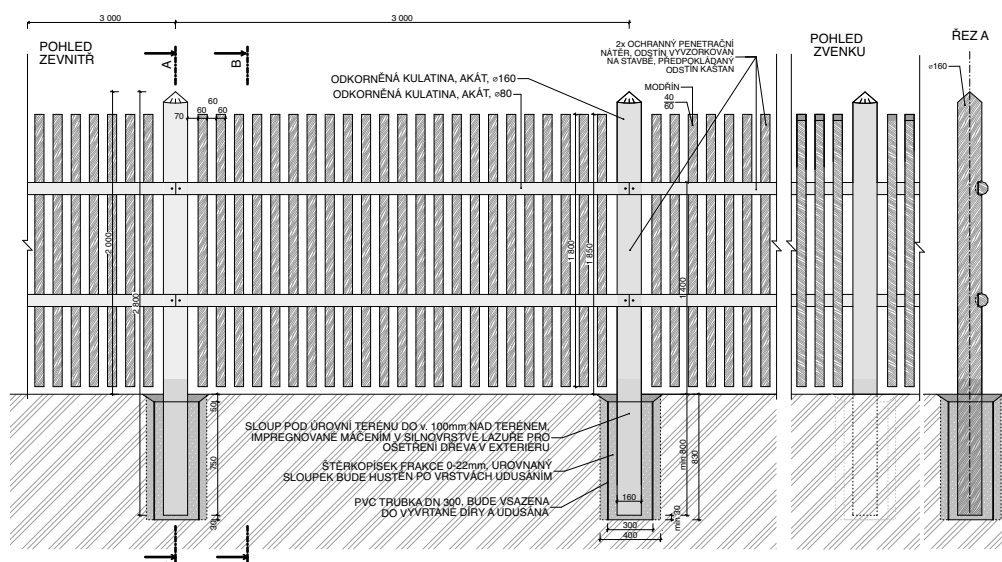 3 000
3 000
POHLED
ZEVNITŘ
A
B
2x OCHRANNÝ PENETRAČNÍ
NÁTĚR, ODSTÍN VYVZORKOVÁN
NA STAVBĚ, PŘEDPOKLÁDANÝ
ODSTÍN KAŠTAN
POHLED
ZVENKU
ŘEZ A
ODKORNĚNÁ KULATINA, AKÁT, ⌀160
ODKORNĚNÁ KULATINA, AKÁT, ⌀80
MODŘÍN
40
60
⌀160
60
70
60
60
2 000
2 800
1 800
1 850
1 400
50
750
30
SLOUP POD ÚROVNÍ TERÉNU DO v. 100mm NAD TERÉNEM,
IMPREGNOVANÉ MÁČENÍM V SILNOVRSTVÉ LAZUŘE PRO
OŠETŘENÍ DŘEVA V EXTERIÉRU
ŠTĚRKOPÍSEK FRAKCE 0-22mm, UROVNANÝ
SLOUPEK BUDE HUSTĚN PO VRSTVÁCH UDUSÁNÍM
PVC TRUBKA DN 300, BUDE VSAZENA
DO VYVRTANÉ DÍRY A UDUSÁNA
160
300
400
min 800
830
min 30